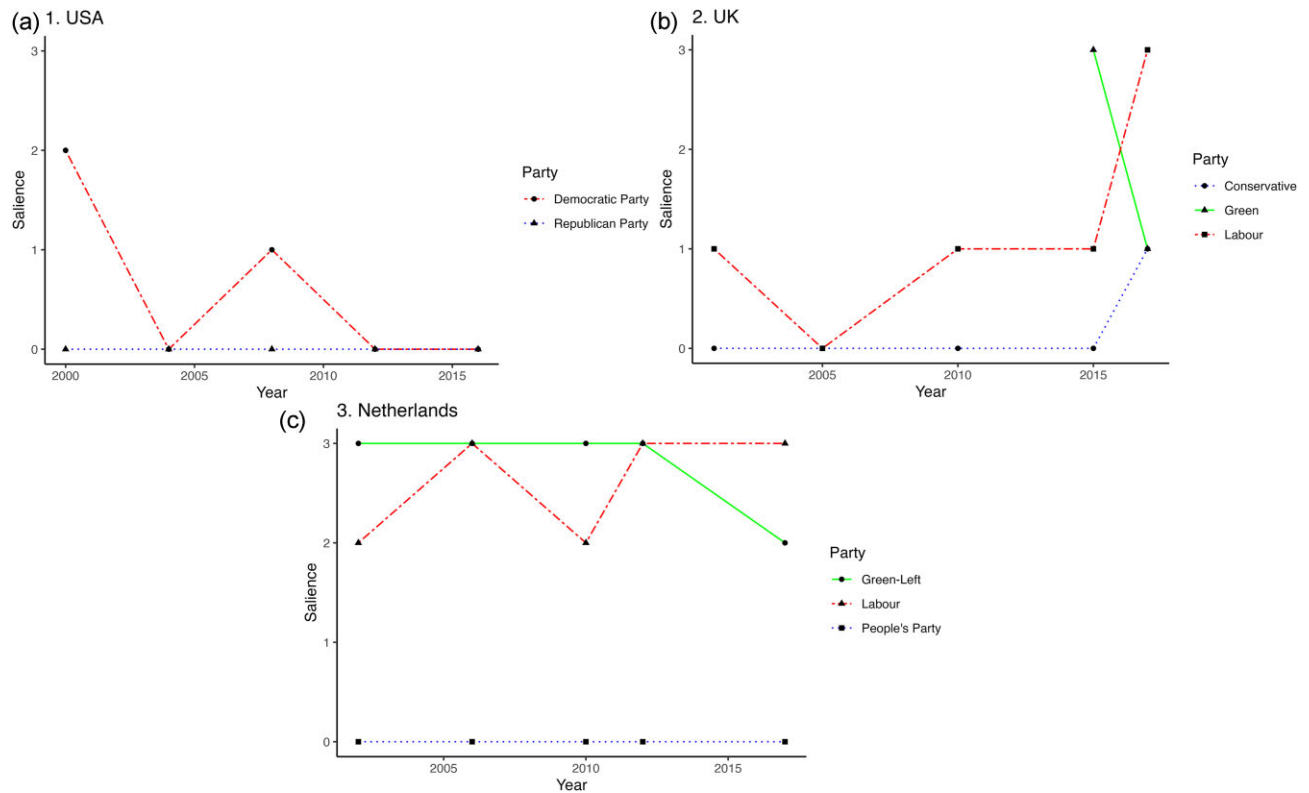 (a) 1. USA
3
2
1
0
Salience
2000 2005 2010 2015
Year
Party
Democratic Party
Republican Party
(b) 2. UK
3
2
1
0
Salience
2005 2010 2015
Year
Party
Conservative
Green
Labour
(c) 3. Netherlands
3
2
1
0
Salience
2005 2010 2015
Year
Party
Green-Left
Labour
People's Party